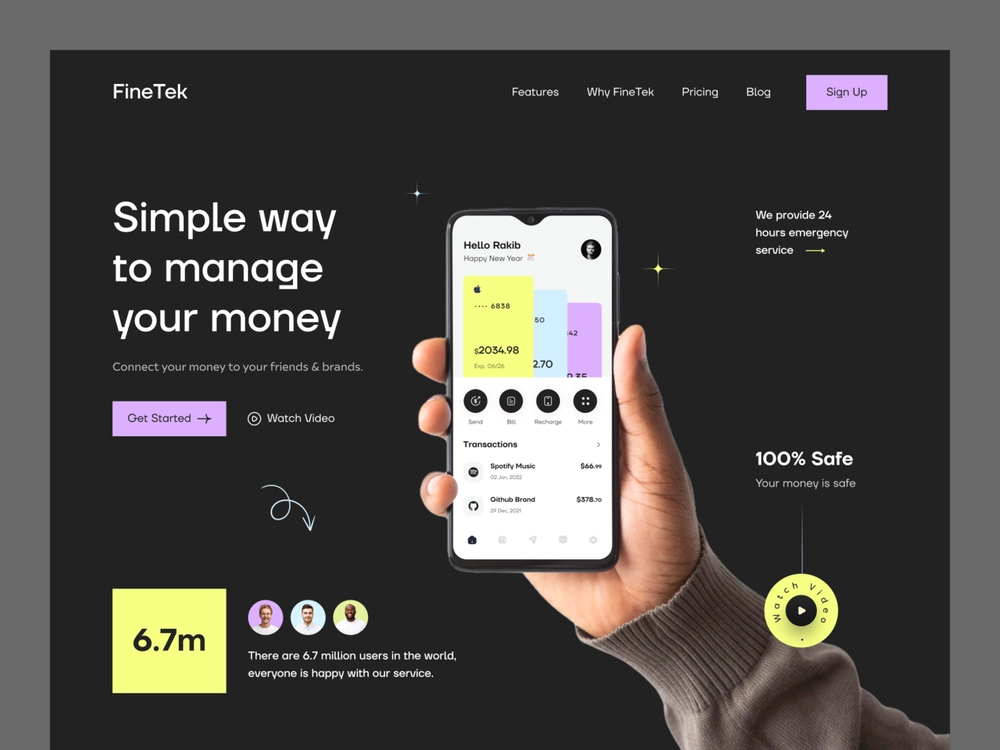 FineTek
Features
Why FineTek
Pricing
Blog
Sign Up
Simple way
to manage
your money
Connect your money to your friends & brands.
Get Started
Watch Video
We provide 24
hours emergency
service
Hello Rakib
Happy New Year
•••• 6838
50
42
$2034.98
2.70
Exp. 06/26
Send
Bill
Recharge
More
Transactions
Spotify Music
$66.99
02 Jan, 2022
Github Brand
$378.70
29 Dec, 2021
100% Safe
Your money is safe
Watch Video
6.7m
There are 6.7 million users in the world,
everyone is happy with our service.